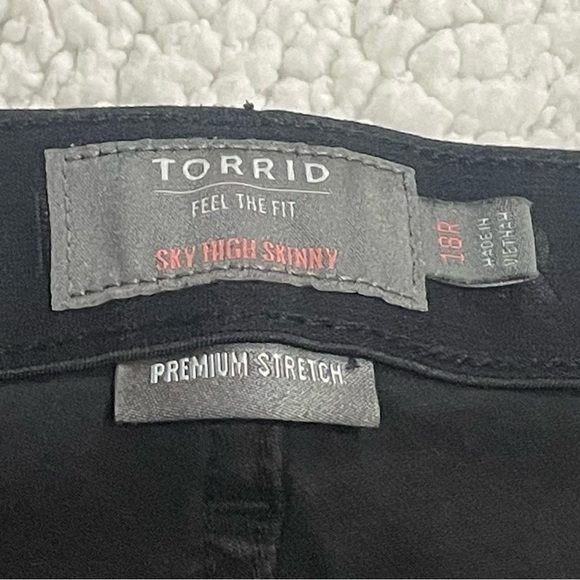 TORRID
FEEL THE FIT
SKY HIGH SKINNY
18R
MADE IN
VIETNAM
PREMIUM STRETCH